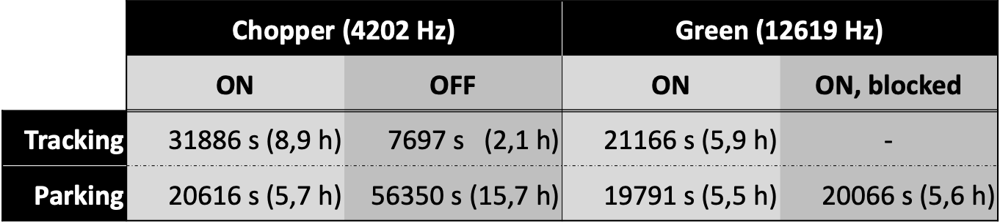 Chopper (4202 Hz) Green (12619 Hz)
ON OFF ON ON, blocked
Tracking 31886 s (8,9 h) 7697 s (2,1 h) 21166 s (5,9 h) -
Parking 20616 s (5,7 h) 56350 s (15,7 h) 19791 s (5,5 h) 20066 s (5,6 h)